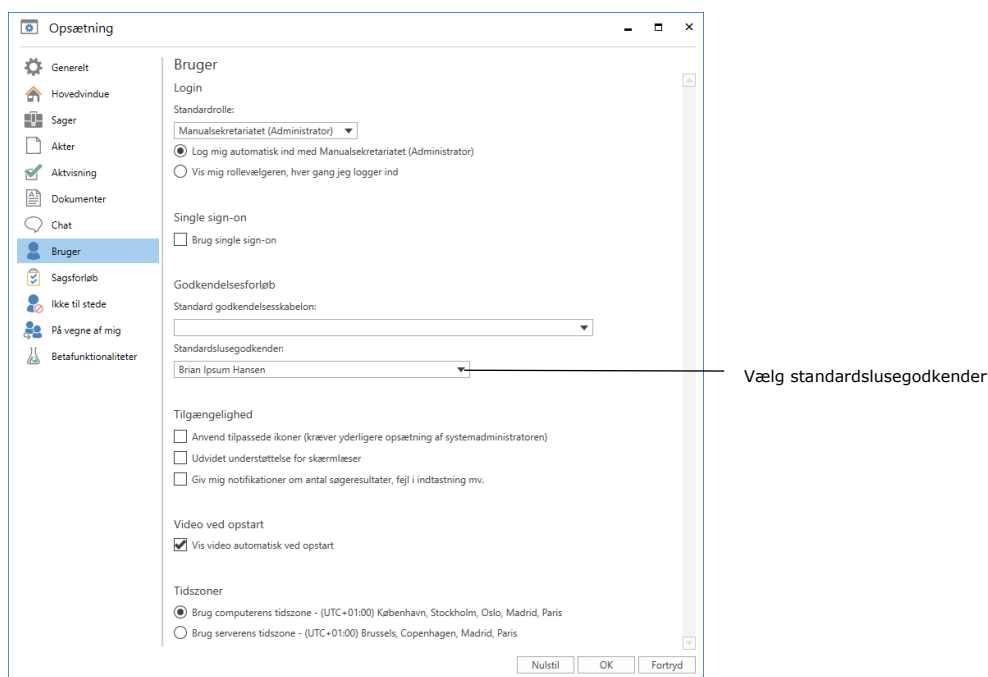 Opsætning
Generelt
Hovedvindue
Sager
Akter
Aktvisning
Dokumenter
Chat
Bruger
Sagsforløb
Ikke til stede
På vegne af mig
Betafunktionaliteter
Bruger
Login
Standardrolle:
Manualsekretariatet (Administrator)
Log mig automatisk ind med Manualsekretariatet (Administrator)
Vis mig rollevælgeren, hver gang jeg logger ind
Single sign-on
Brug single sign-on
Godkendelsesforløb
Standard godkendelsesskabelon:
Standardslusegodkender:
Brian Ipsum Hansen
Vælg standardslusegodkender
Tilgængelighed
Anvend tilpassede ikoner (kræver yderligere opsætning af systemadministratoren)
Udvidet understøttelse for skærmlæser
Giv mig notifikationer om antal søgeresultater, fejl i indtastning mv.
Video ved opstart
Vis video automatisk ved opstart
Tidszoner
Brug computerens tidszone - (UTC+01:00) København, Stockholm, Oslo, Madrid, Paris
Brug serverens tidszone - (UTC+01:00) Brussels, Copenhagen, Madrid, Paris
Nulstil
OK
Fortryd